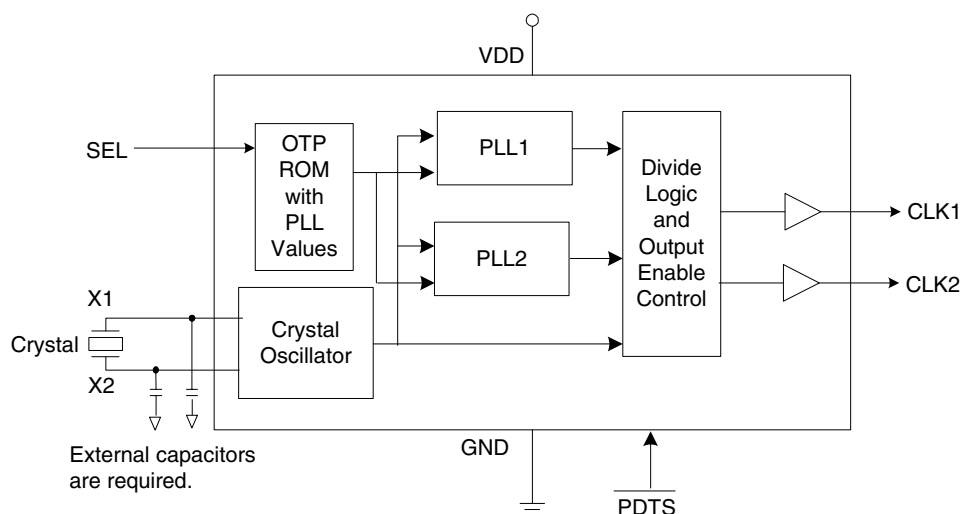 VDD
SEL
OTP
ROM
with
PLL
Values
PLL1
PLL2
Divide
Logic
and
Output
Enable
Control
CLK1
CLK2
X1
Crystal
X2
Crystal
Oscillator
External capacitors
are required.
GND
PDTS